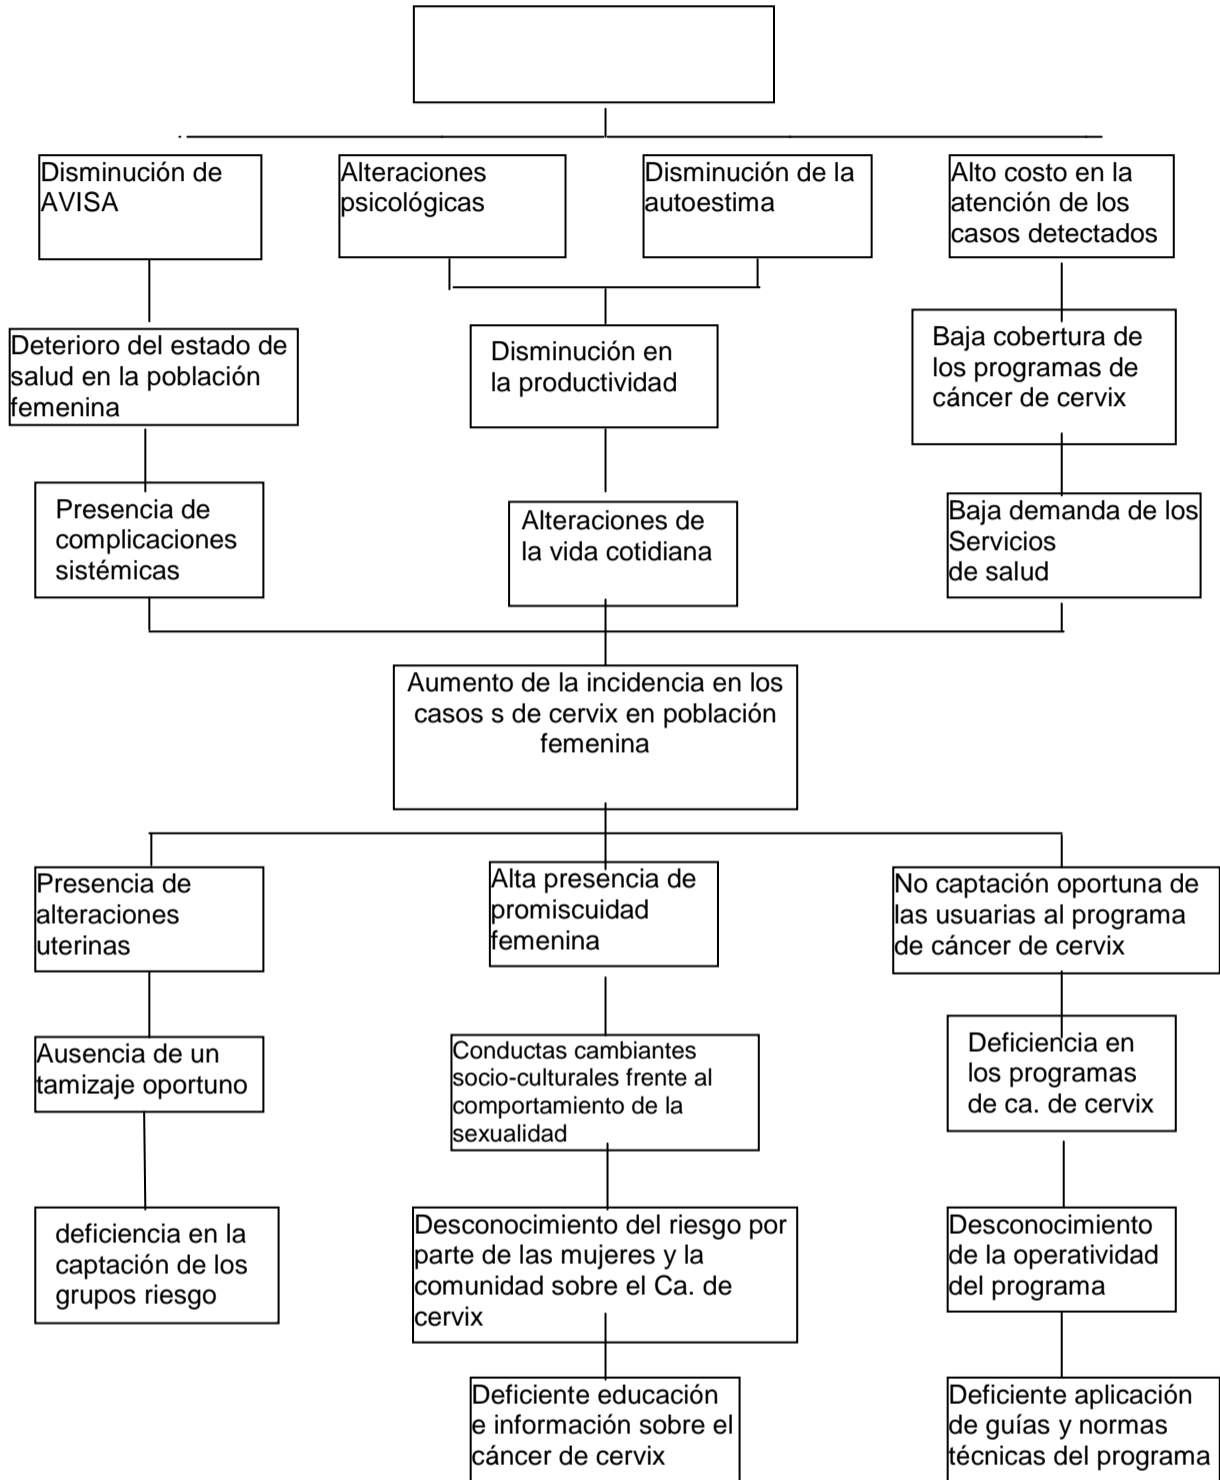 Disminución de
AVISA
Alteraciones
psicológicas
Disminución de la
autoestima
Alto costo en la
atención de los
casos detectados
Deterioro del estado de
salud en la población
femenina
Disminución en
la productividad
Baja cobertura de
los programas de
cáncer de cervix
Presencia de
complicaciones
sistémicas
Alteraciones de
la vida cotidiana
Baja demanda de los
Servicios
de salud
Aumento de la incidencia en los
casos s de cervix en población
femenina
Presencia de
alteraciones
uterinas
Alta presencia de
promiscuidad
femenina
No captación oportuna de
las usuarias al programa
de cáncer de cervix
Ausencia de un
tamizaje oportuno
Conductas cambiantes
socio-culturales frente al
comportamiento de la
sexualidad
Deficiencia en
los programas
de ca. de cervix
deficiencia en la
captación de los
grupos riesgo
Desconocimiento del riesgo por
parte de las mujeres y la
comunidad sobre el Ca. de
cervix
Desconocimiento
de la operatividad
del programa
Deficiente educación
e información sobre el
cáncer de cervix
Deficiente aplicación
de guías y normas
técnicas del programa